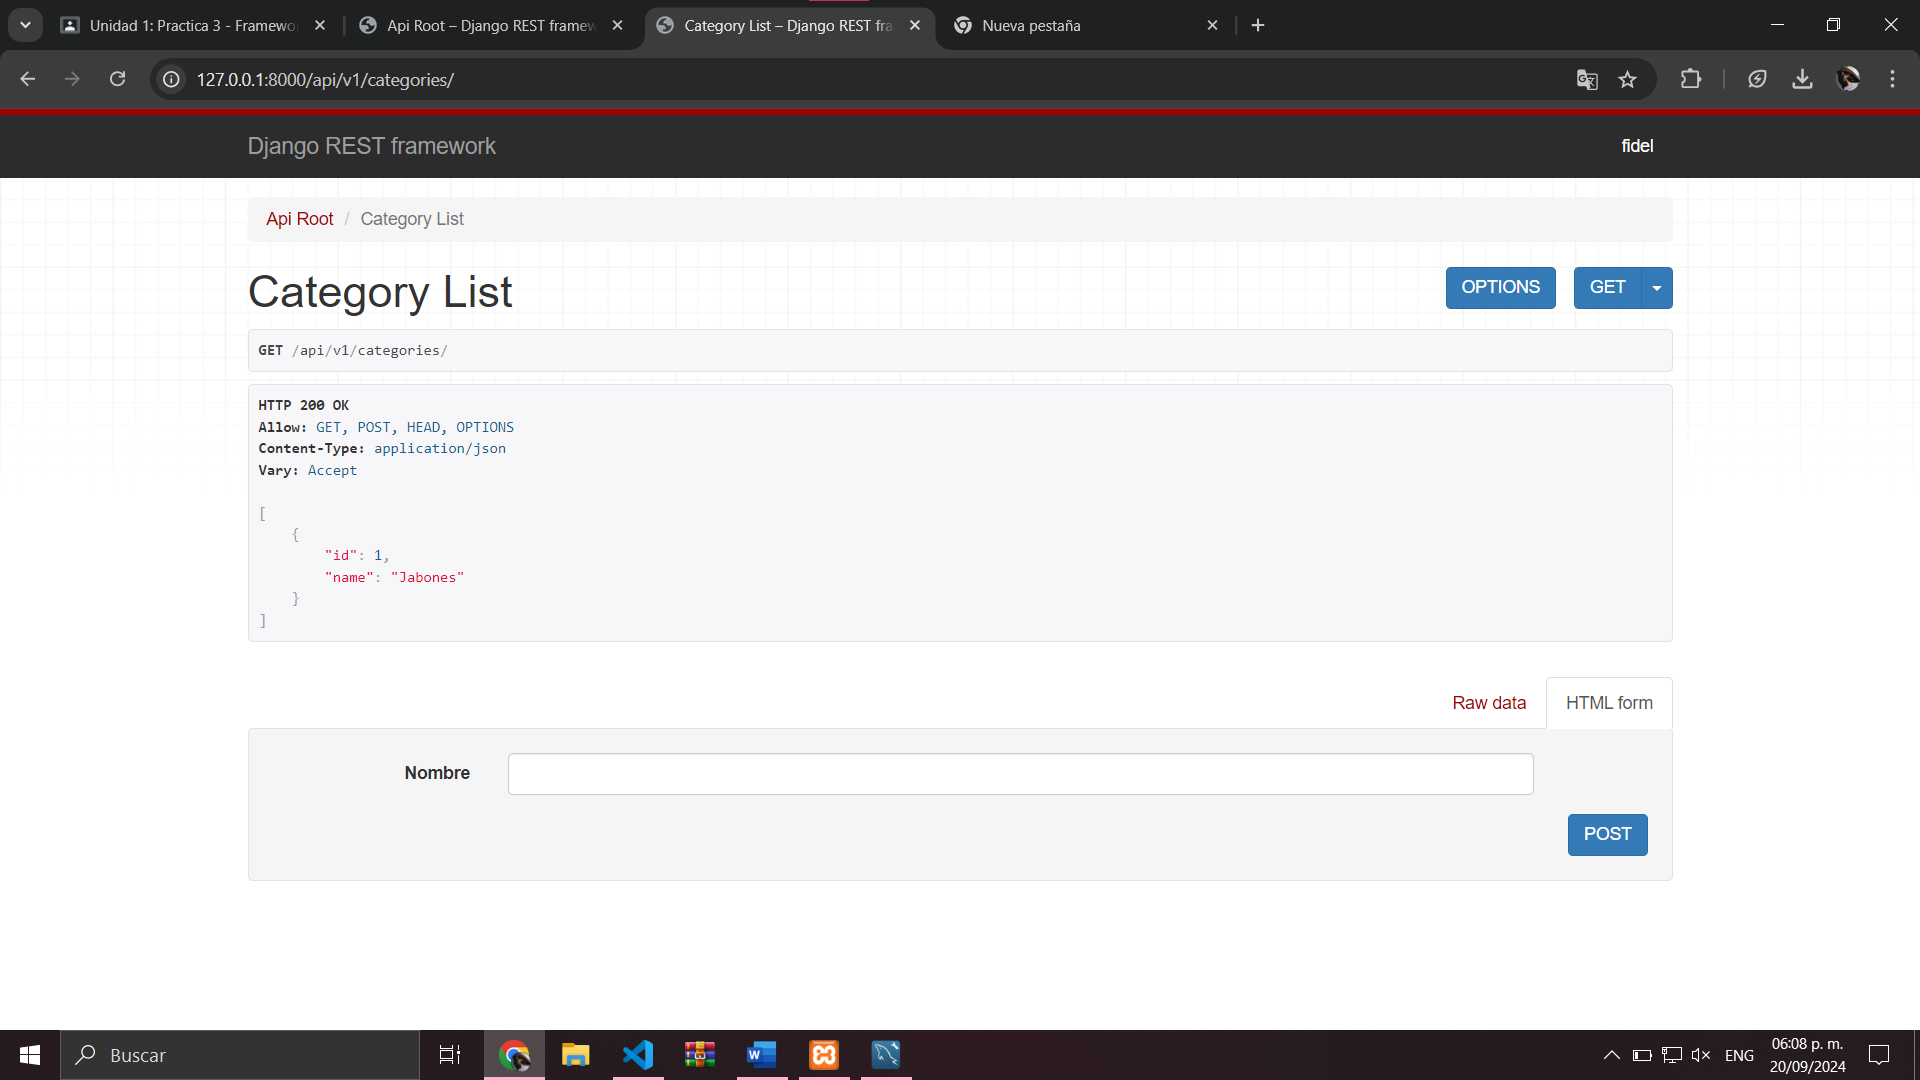 Unidad 1: Practica 3 - Framewor
Api Root – Django REST framew
Category List – Django REST fra
Nueva pestaña
127.0.0.1:8000/api/v1/categories/
Django REST framework
fidel
Api Root / Category List
Category List
OPTIONS
GET
GET /api/v1/categories/
HTTP 200 OK
Allow: GET, POST, HEAD, OPTIONS
Content-Type: application/json
Vary: Accept
[
    {
        "id": 1,
        "name": "Jabones"
    }
]
Raw data
HTML form
Nombre
POST
Buscar
ENG
06:08 p. m.
20/09/2024